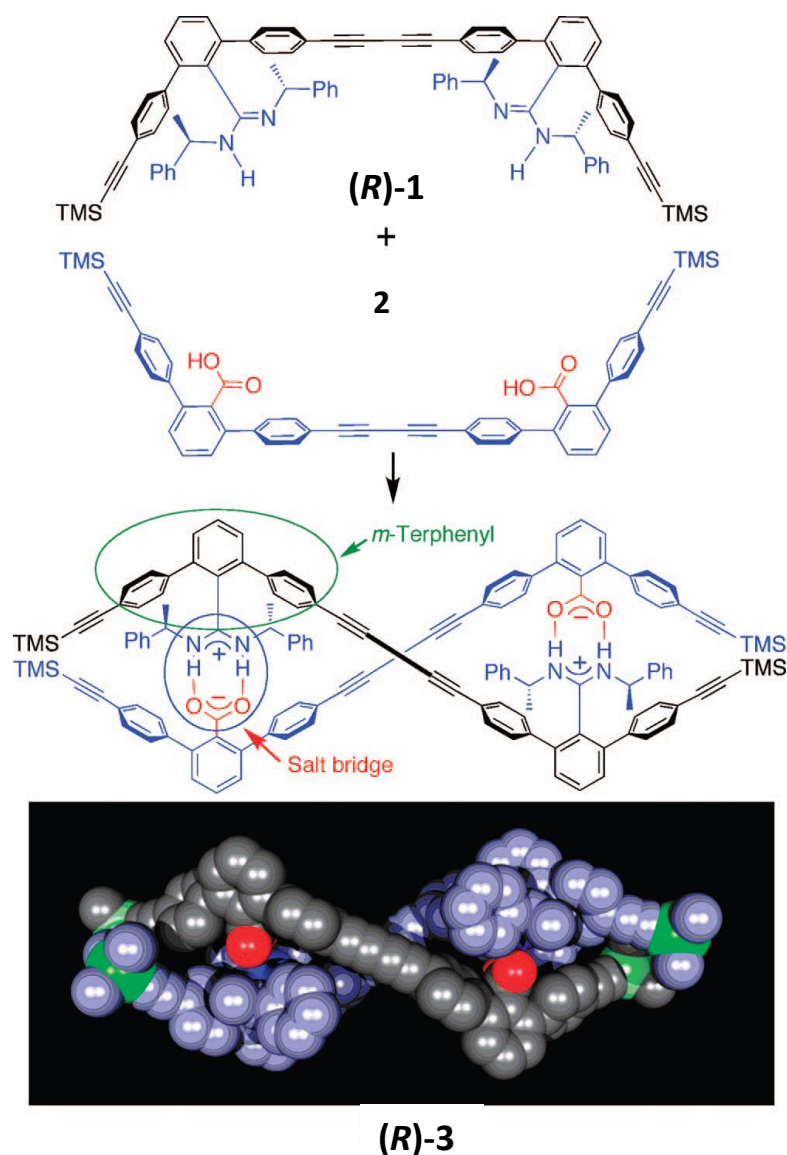 Ph
N
N
H
Ph
Ph
N
N
H
Ph
TMS
(R)-1
TMS
+
TMS
2
TMS
HO
O
O
HO
m-Terphenyl
TMS
Ph
N
+
N
Ph
H
H
O
−
O
H
H
TMS
TMS
O
−
O
Ph
N
+
N
Ph
TMS
H
H
Salt bridge
(R)-3